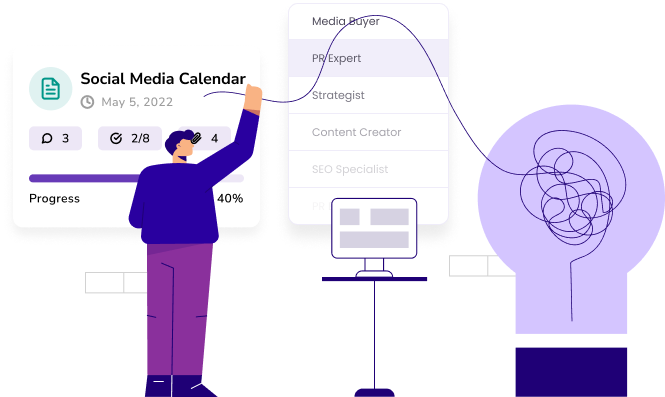 Social Media Calendar
May 5, 2022
3
2/8
4
Progress
40%
Media Buyer
PR Expert
Strategist
Content Creator
SEO Specialist